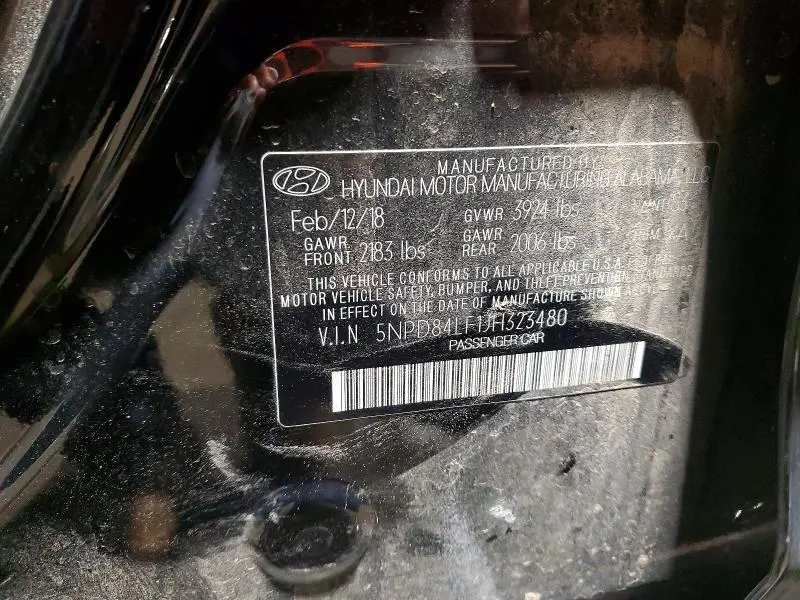 MANUFACTURED BY
HYUNDAI MOTOR MANUFACTURING ALABAMA, LLC
Feb/12/18 GVWR 3924 lbs PAINT
GAWR FRONT 2183 lbs GAWR REAR 2006 lbs TRIM
THIS VEHICLE CONFORMS TO ALL APPLICABLE U.S.A. FEDERAL
MOTOR VEHICLE SAFETY, BUMPER, AND THEFT PREVENTION STANDARDS
IN EFFECT ON THE DATE OF MANUFACTURE SHOWN ABOVE.
V.I.N 5NPD84LF1JH323480
PASSENGER CAR